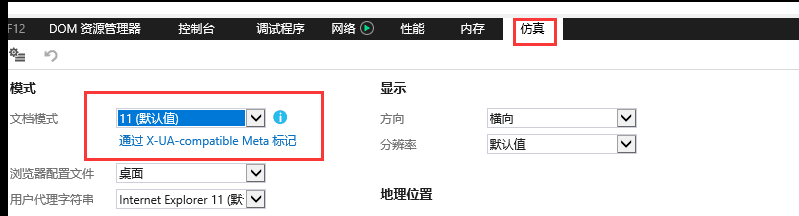 F12 DOM 资源管理器 控制台 调试程序 网络 性能 内存 仿真
模式
文档模式 11 (默认值)
通过 X-UA-compatible Meta 标记
浏览器配置文件 桌面
用户代理字符串 Internet Explorer 11 (默
显示
方向 横向
分辨率 默认值
地理位置